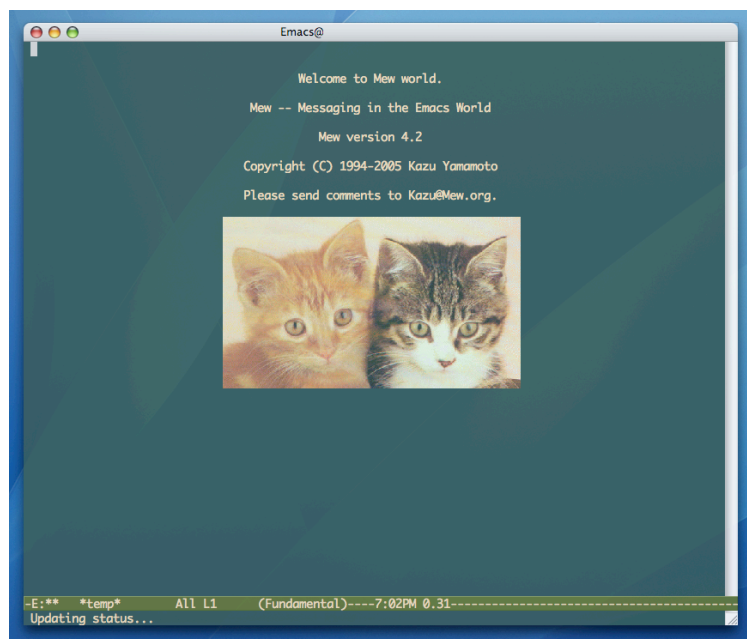 Emacs@
Welcome to Mew world.
Mew -- Messaging in the Emacs World
Mew version 4.2
Copyright (C) 1994-2005 Kazu Yamamoto
Please send comments to Kazu@Mew.org.
-E:** *temp* All L1 (Fundamental)----7:02PM 0.31------------------------------------------
Updating status...